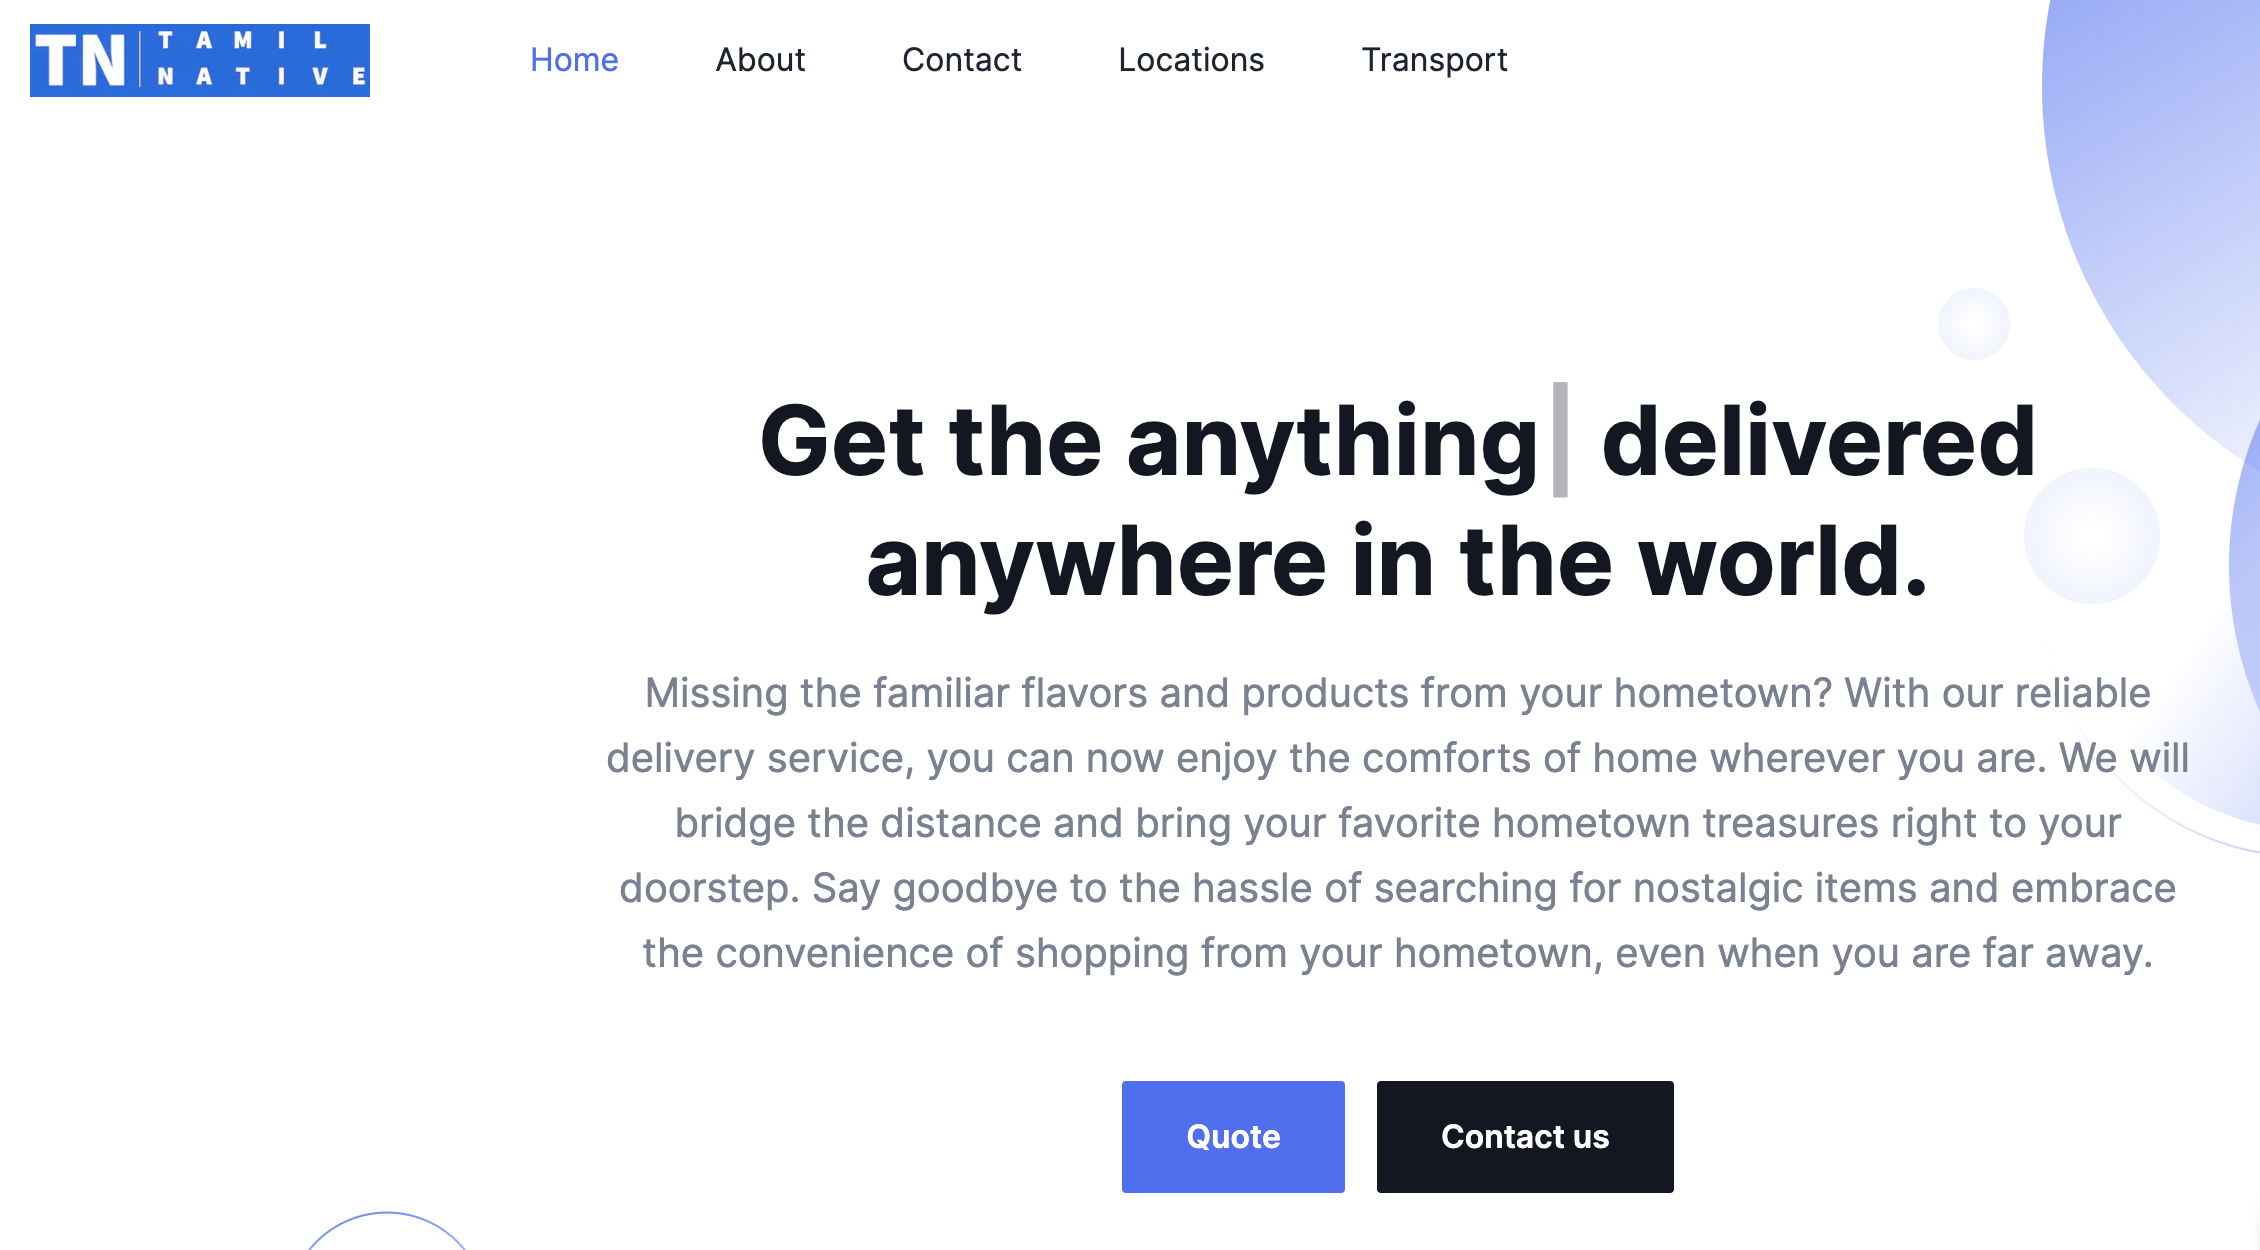 TN TAMIL
NATIVE
Home About Contact Locations Transport
Get the anything delivered
anywhere in the world.
Missing the familiar flavors and products from your hometown? With our reliable
delivery service, you can now enjoy the comforts of home wherever you are. We will
bridge the distance and bring your favorite hometown treasures right to your
doorstep. Say goodbye to the hassle of searching for nostalgic items and embrace
the convenience of shopping from your hometown, even when you are far away.
Quote Contact us